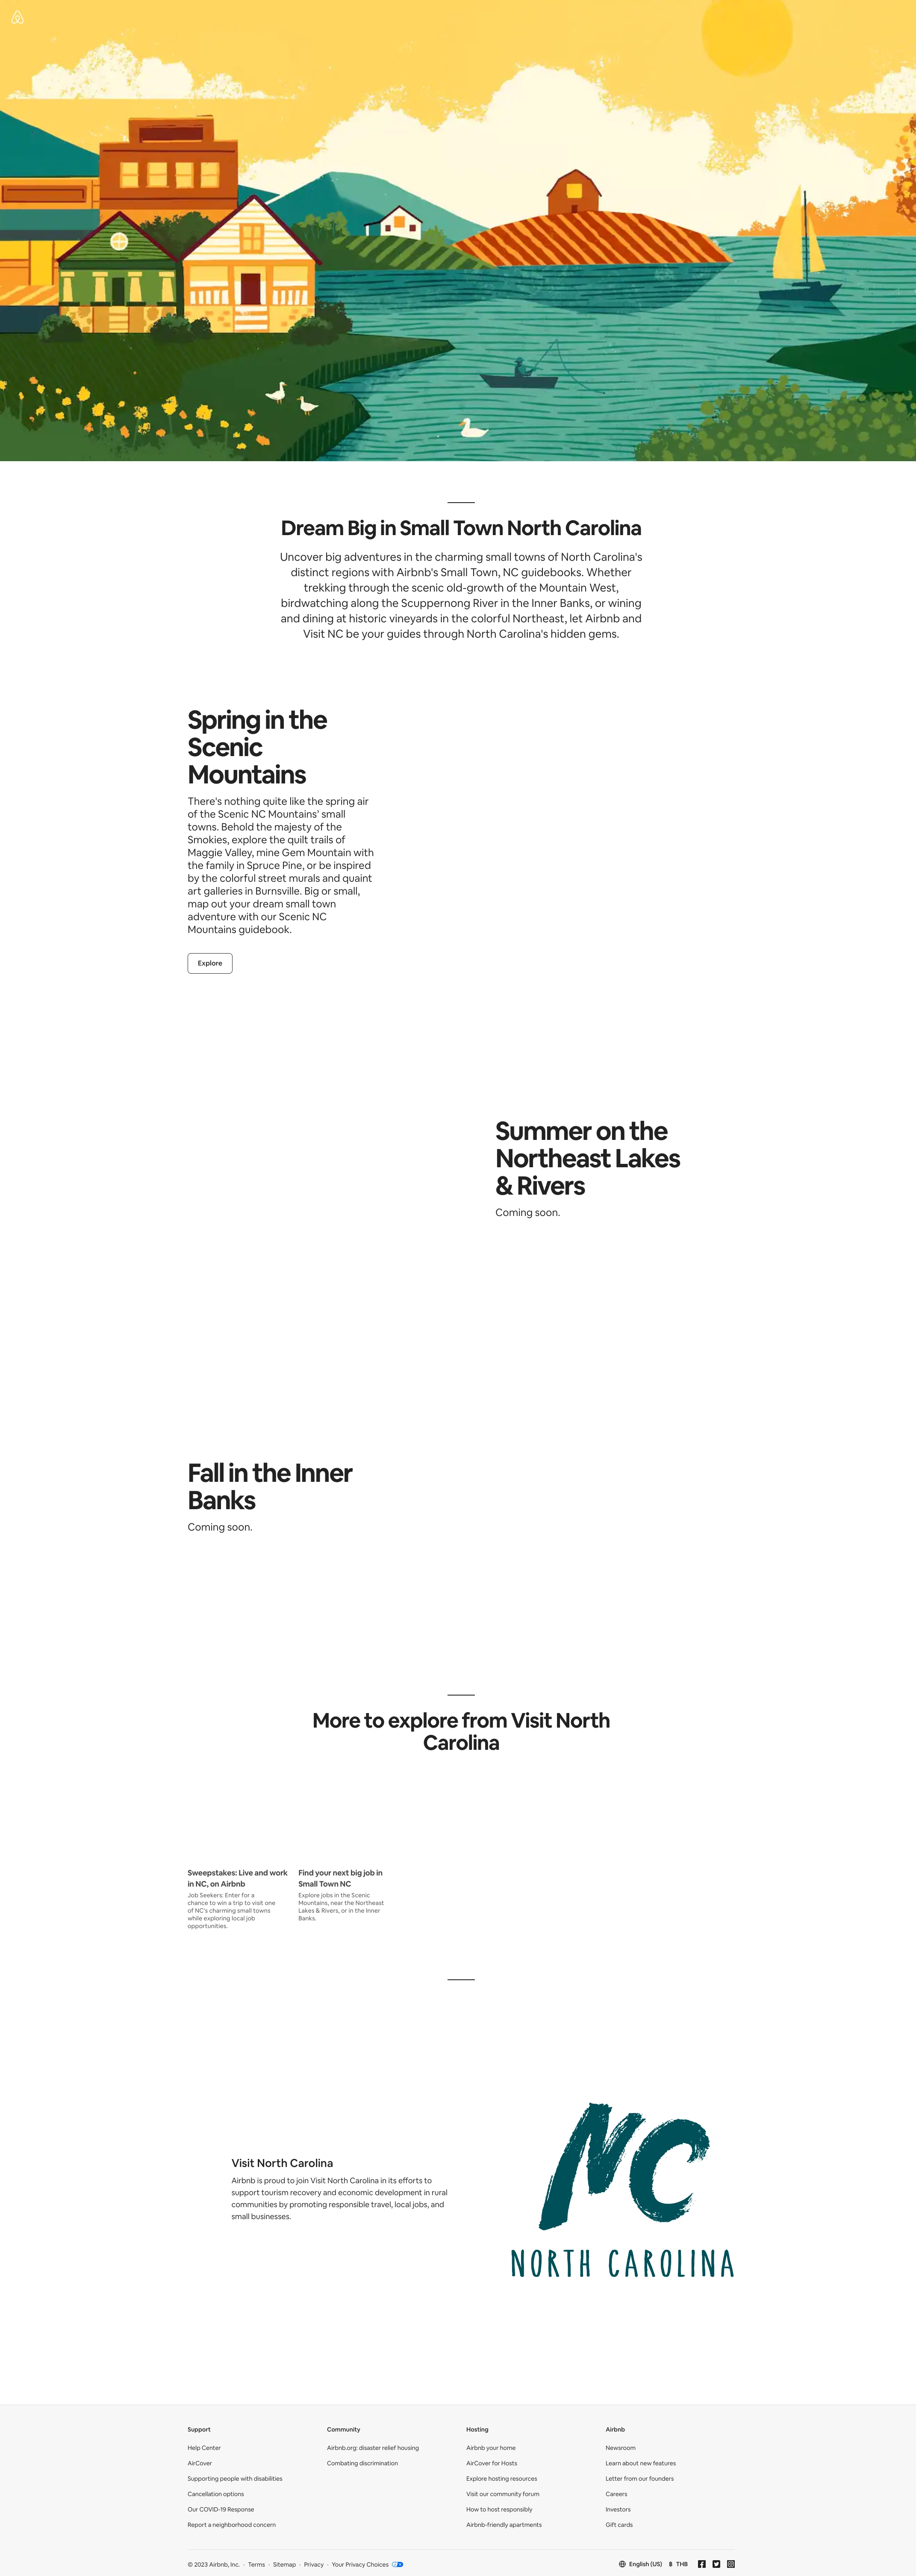 Dream Big in Small Town North Carolina
Uncover big adventures in the charming small towns of North Carolina's
distinct regions with Airbnb's Small Town, NC guidebooks. Whether
trekking through the scenic old-growth of the Mountain West,
birdwatching along the Scuppernong River in the Inner Banks, or wining
and dining at historic vineyards in the colorful Northeast, let Airbnb and
Visit NC be your guides through North Carolina's hidden gems.
Spring in the
Scenic
Mountains
There's nothing quite like the spring air
of the Scenic NC Mountains' small
towns. Behold the majesty of the
Smokies, explore the quilt trails of
Maggie Valley, mine Gem Mountain with
the family in Spruce Pine, or be inspired
by the colorful street murals and quaint
art galleries in Burnsville. Big or small,
map out your dream small town
adventure with our Scenic NC
Mountains guidebook.
Explore
Summer on the
Northeast Lakes
& Rivers
Coming soon.
Fall in the Inner
Banks
Coming soon.
More to explore from Visit North
Carolina
Sweepstakes: Live and work
in NC, on Airbnb
Job Seekers: Enter for a
chance to win a trip to visit one
of NC's charming small towns
while exploring local job
opportunities.
Find your next big job in
Small Town NC
Explore jobs in the Scenic
Mountains, near the Northeast
Lakes & Rivers, or in the Inner
Banks.
Visit North Carolina
Airbnb is proud to join Visit North Carolina in its efforts to
support tourism recovery and economic development in rural
communities by promoting responsible travel, local jobs, and
small businesses.
NC
NORTH CAROLINA
Support
Help Center
AirCover
Supporting people with disabilities
Cancellation options
Our COVID-19 Response
Report a neighborhood concern
Community
Airbnb.org: disaster relief housing
Combating discrimination
Hosting
Airbnb your home
AirCover for Hosts
Explore hosting resources
Visit our community forum
How to host responsibly
Airbnb-friendly apartments
Airbnb
Newsroom
Learn about new features
Letter from our founders
Careers
Investors
Gift cards
© 2023 Airbnb, Inc. · Terms · Sitemap · Privacy · Your Privacy Choices
English (US) ฿ THB